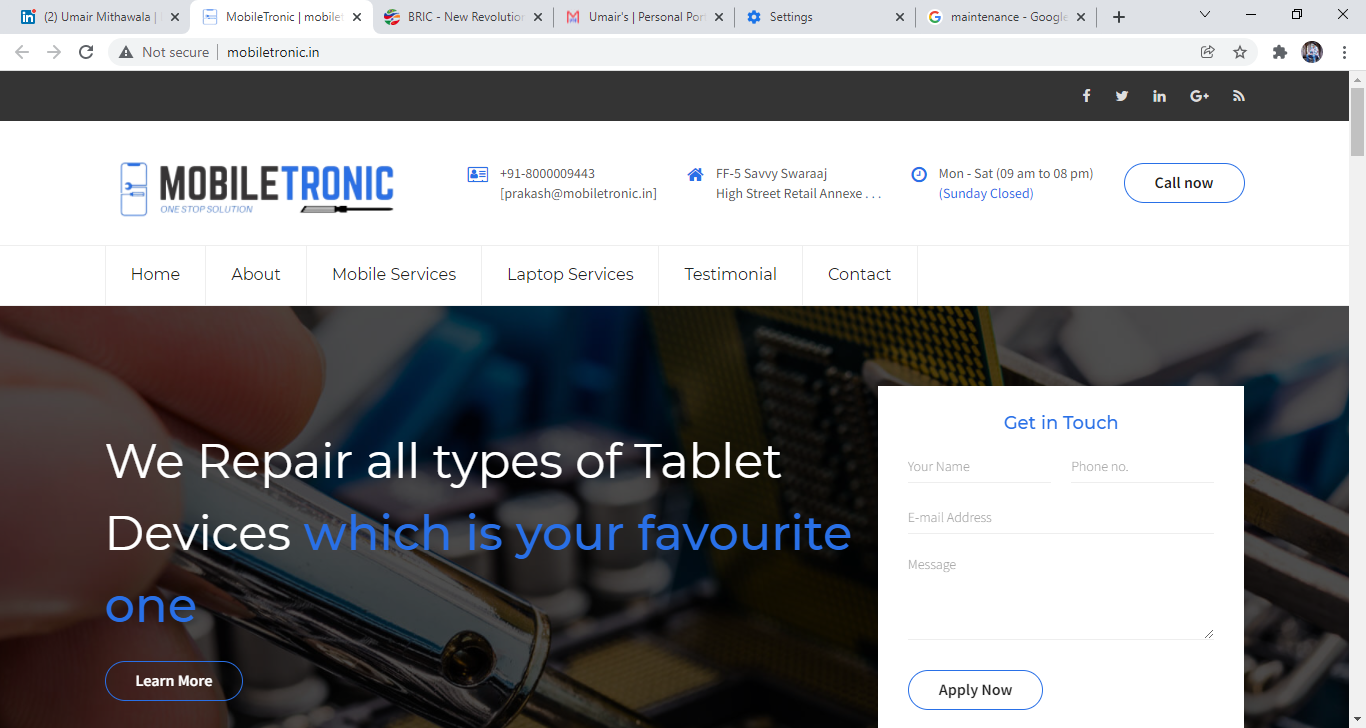 (2) Umair Mithawala |
MobileTronic | mobilet
BRIC - New Revolution
Umair's | Personal Por
Settings
maintenance - Google
Not secure
mobiletronic.in
MOBILETRONIC
ONE STOP SOLUTION
+91-8000009443
[prakash@mobiletronic.in]
FF-5 Savvy Swaraaj
High Street Retail Annexe . . .
Mon - Sat (09 am to 08 pm)
(Sunday Closed)
Call now
Home
About
Mobile Services
Laptop Services
Testimonial
Contact
We Repair all types of Tablet
Devices which is your favourite
one
Learn More
Get in Touch
Your Name
Phone no.
E-mail Address
Message
Apply Now